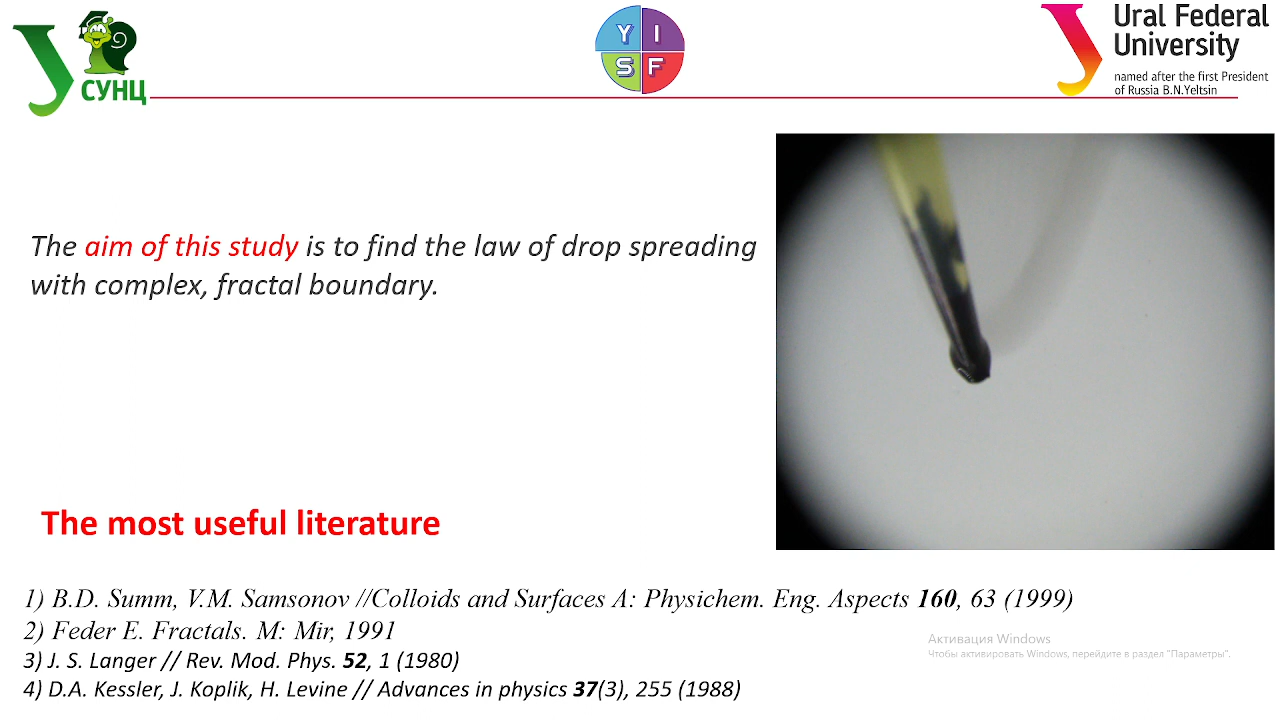 СУНЦ
Y I
S F
Ural Federal
University
named after the first President
of Russia B.N.Yeltsin
The aim of this study is to find the law of drop spreading
with complex, fractal boundary.
The most useful literature
1) B.D. Summ, V.M. Samsonov //Colloids and Surfaces A: Physichem. Eng. Aspects 160, 63 (1999)
2) Feder E. Fractals. M: Mir, 1991
3) J. S. Langer // Rev. Mod. Phys. 52, 1 (1980)
4) D.A. Kessler, J. Koplik, H. Levine // Advances in physics 37(3), 255 (1988)
Активация Windows
Чтобы активировать Windows, перейдите в раздел "Параметры".